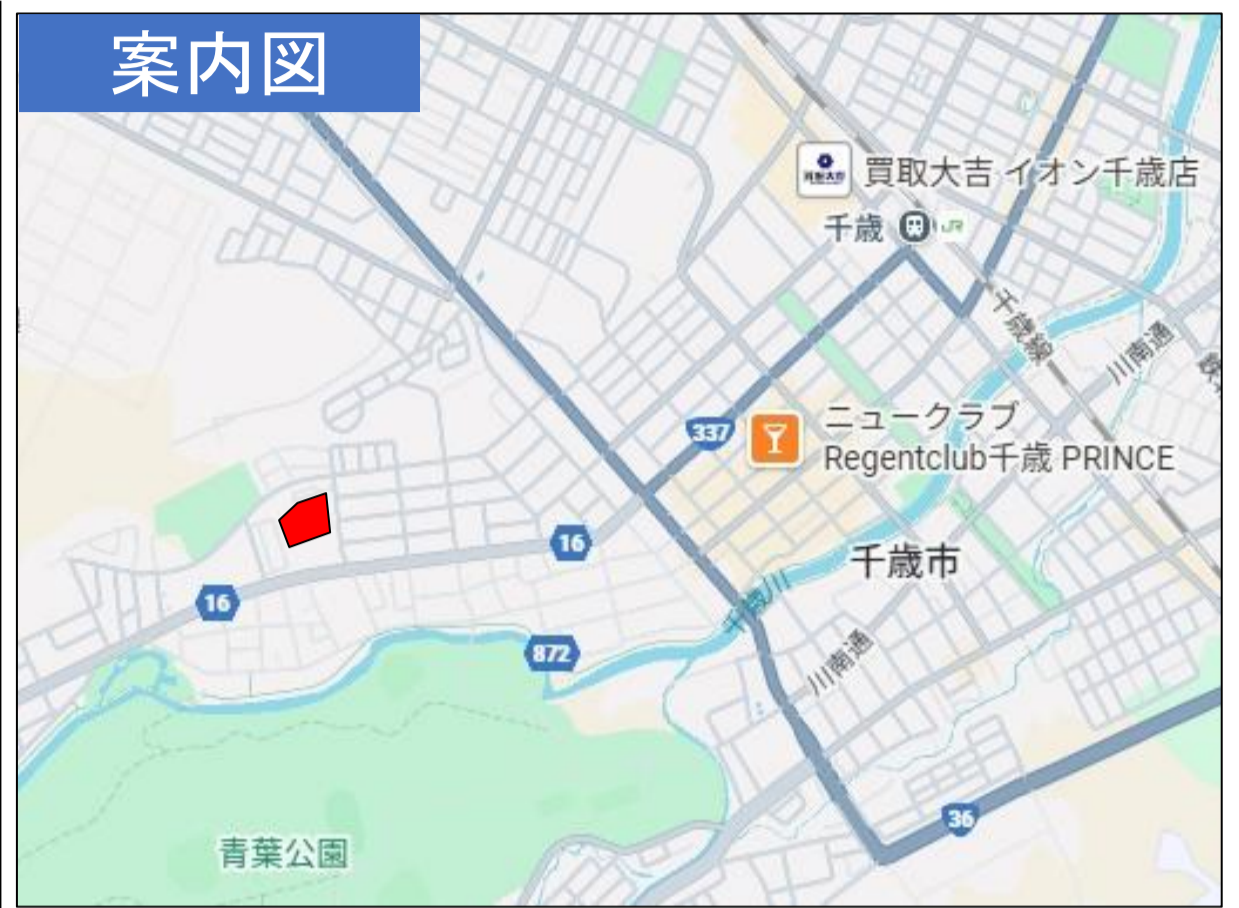 案内図
買取大吉 イオン千歳店
千歳
JR
千歳線
川南通
337
ニュークラブ
Regentclub千歳 PRINCE
16
千歳市
16
千歳川
872
川南通
36
青葉公園